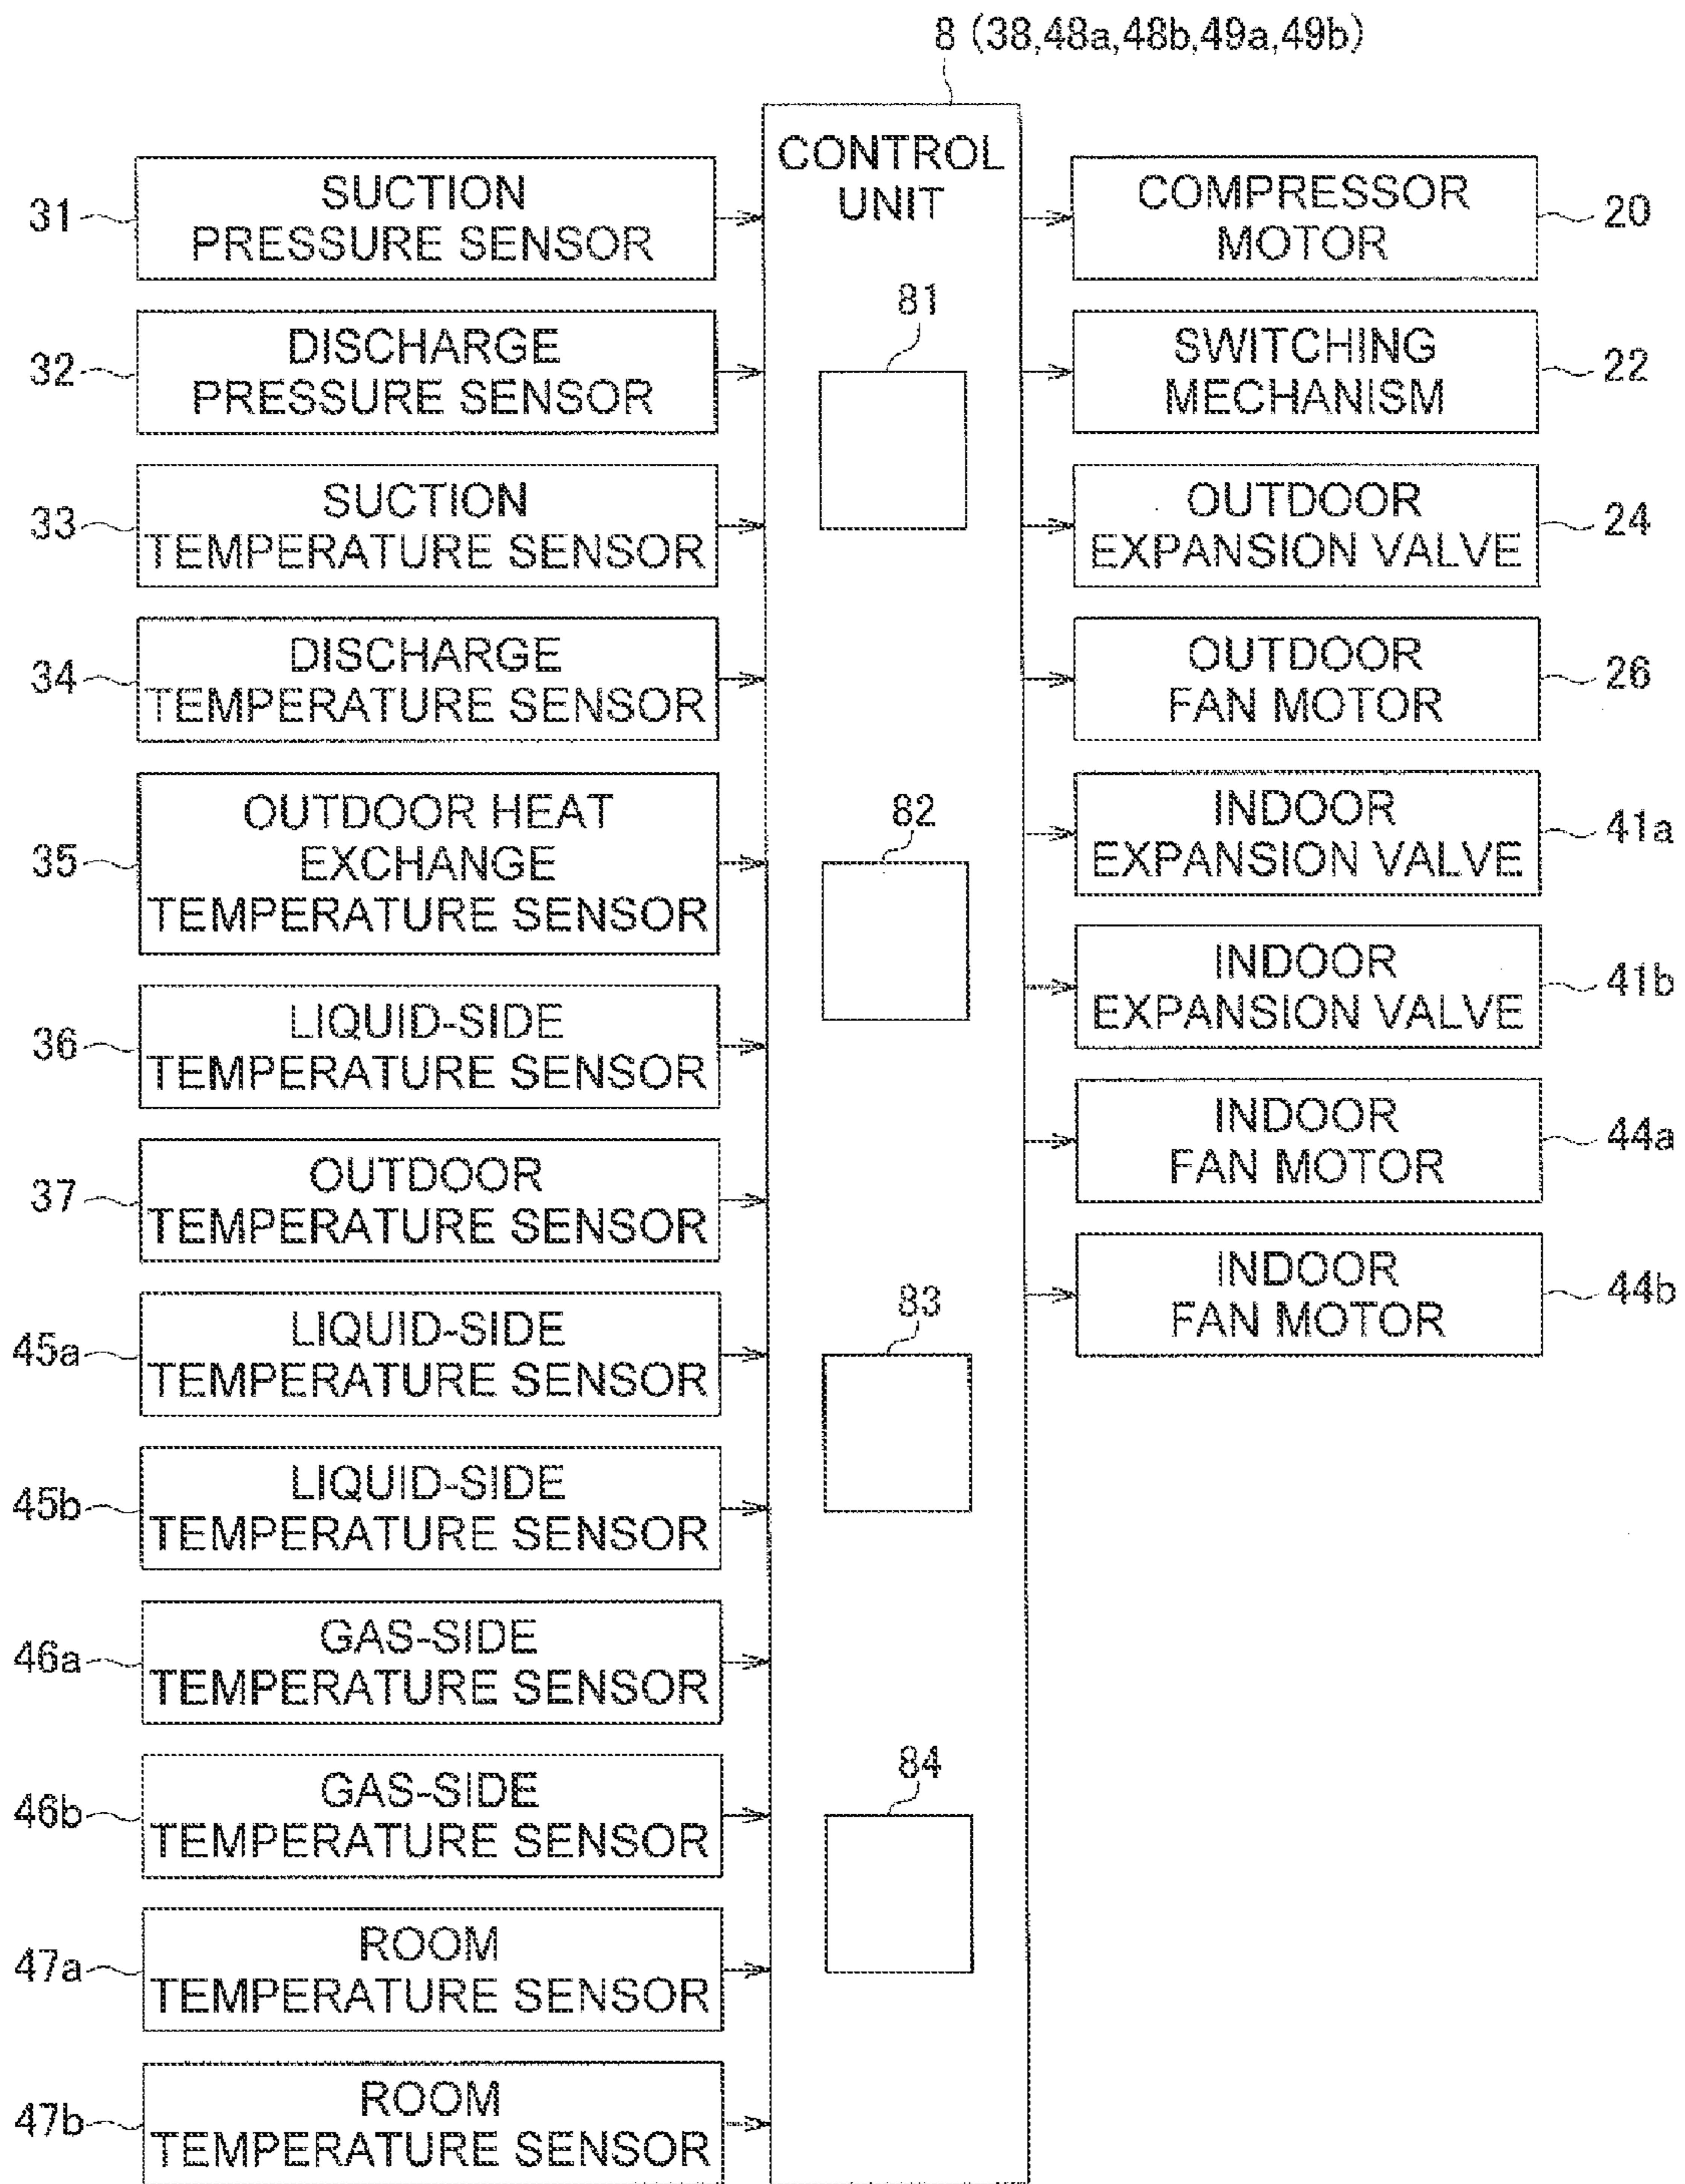 8 (38,48a,48b,49a,49b)
CONTROL
UNIT
81
82
83
84
31
SUCTION
PRESSURE SENSOR
32
DISCHARGE
PRESSURE SENSOR
33
SUCTION
TEMPERATURE SENSOR
34
DISCHARGE
TEMPERATURE SENSOR
35
OUTDOOR HEAT
EXCHANGE
TEMPERATURE SENSOR
36
LIQUID-SIDE
TEMPERATURE SENSOR
37
OUTDOOR
TEMPERATURE SENSOR
45a
LIQUID-SIDE
TEMPERATURE SENSOR
45b
LIQUID-SIDE
TEMPERATURE SENSOR
46a
GAS-SIDE
TEMPERATURE SENSOR
46b
GAS-SIDE
TEMPERATURE SENSOR
47a
ROOM
TEMPERATURE SENSOR
47b
ROOM
TEMPERATURE SENSOR
COMPRESSOR
MOTOR
20
SWITCHING
MECHANISM
22
OUTDOOR
EXPANSION VALVE
24
OUTDOOR
FAN MOTOR
26
INDOOR
EXPANSION VALVE
41a
INDOOR
EXPANSION VALVE
41b
INDOOR
FAN MOTOR
44a
INDOOR
FAN MOTOR
44b